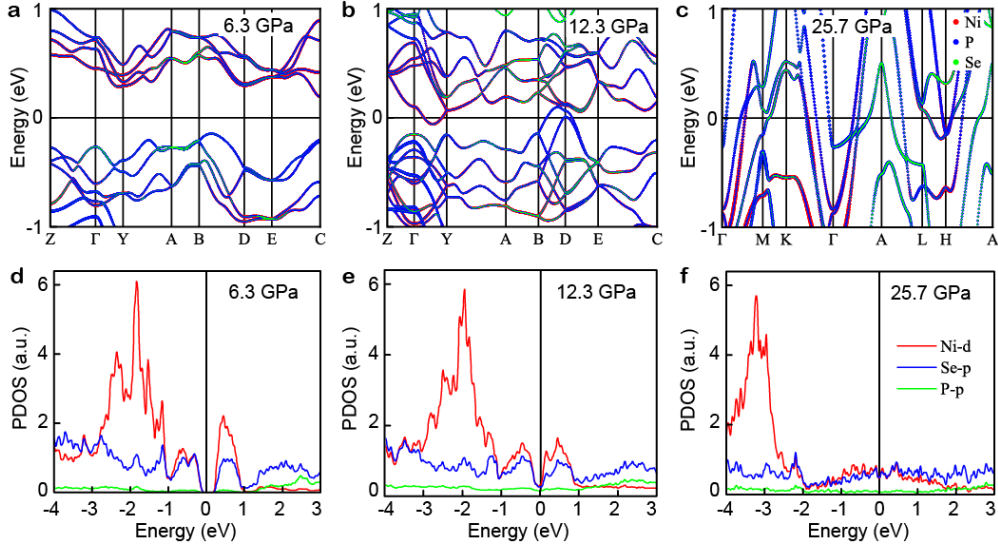 a
6.3 GPa
Energy (eV)
1
0
-1
Z Γ Y A B D E C
b
12.3 GPa
Energy (eV)
1
0
-1
Z Γ Y A B D E C
c
25.7 GPa
Ni
P
Se
Energy (eV)
1
0
-1
Γ M K Γ A L H A
d
6.3 GPa
PDOS (a.u.)
6
4
2
0
-4 -3 -2 -1 0 1 2 3
Energy (eV)
e
12.3 GPa
PDOS (a.u.)
6
4
2
0
-4 -3 -2 -1 0 1 2 3
Energy (eV)
f
25.7 GPa
Ni-d
Se-p
P-p
PDOS (a.u.)
6
4
2
0
-4 -3 -2 -1 0 1 2 3
Energy (eV)